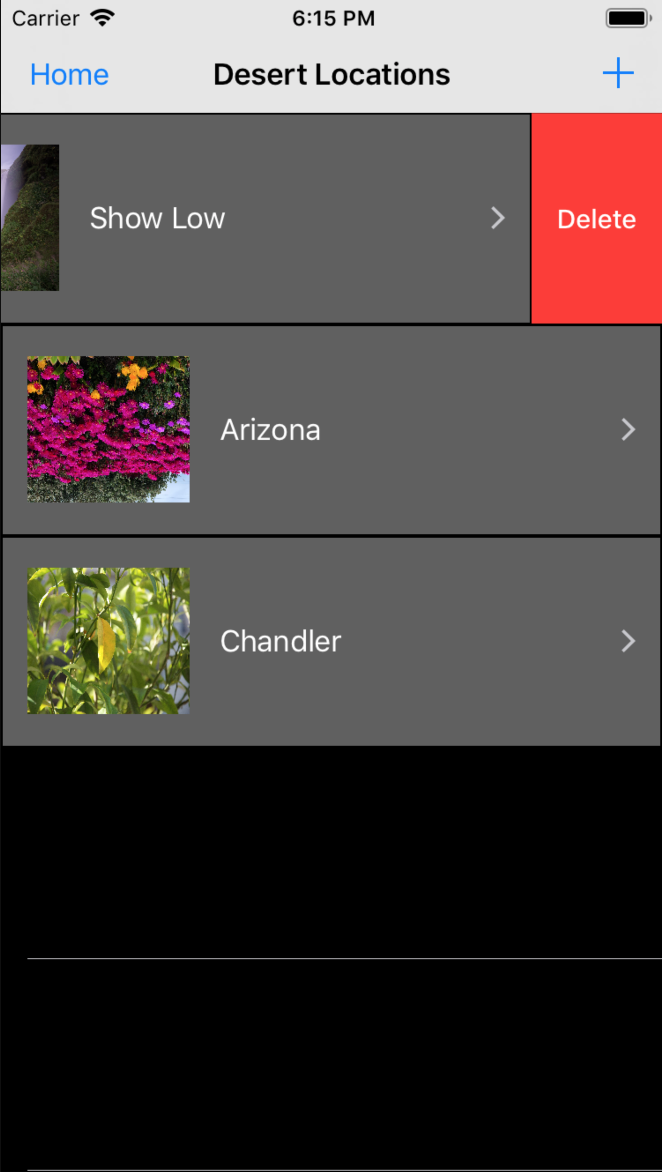 Carrier 6:15 PM
Home Desert Locations
Show Low Delete
Arizona
Chandler